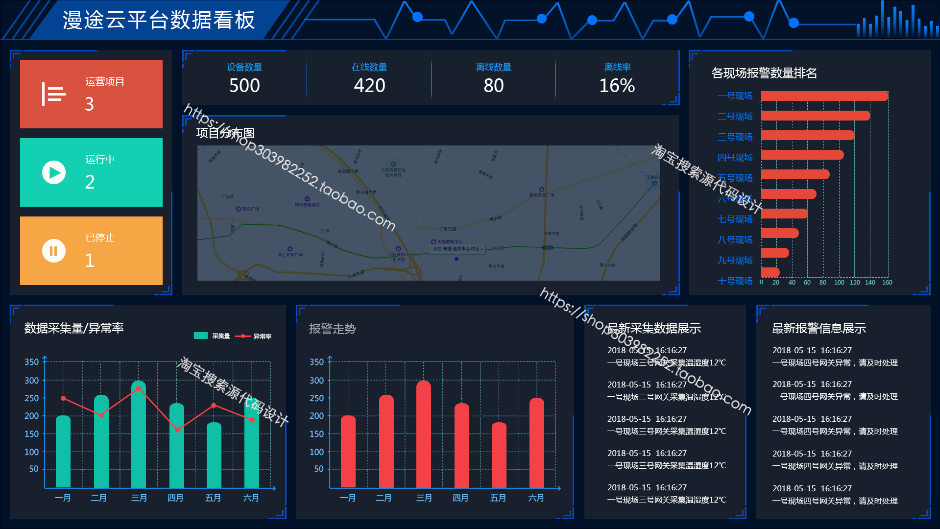 漫途云平台数据看板
运营项目
3
运行中
2
已停止
1
设备数量
500
在线数量
420
离线数量
80
离线率
16%
项目分布图
各现场报警数量排名
一号现场
二号现场
三号现场
四号现场
五号现场
六号现场
七号现场
八号现场
九号现场
十号现场
0 20 40 60 80 100 120 140 160
https://shop303982252.taobao.com
淘宝搜索源代码设计
数据采集量/异常率
采集量
异常率
350
300
250
200
150
100
50
一月 二月 三月 四月 五月 六月
淘宝搜索源代码设计
报警走势
350
300
250
200
150
100
50
一月 二月 三月 四月 五月 六月
https://shop303982252.taobao.com
最新采集数据展示
2018-05-15 16:16:27
一号现场三号网关采集温湿度12℃
2018-05-15 16:16:27
一号现场三号网关采集温湿度12℃
2018-05-15 16:16:27
一号现场三号网关采集温湿度12℃
2018-05-15 16:16:27
一号现场三号网关采集温湿度12℃
2018-05-15 16:16:27
一号现场三号网关采集温湿度12℃
最新报警信息展示
2018-05-15 16:16:27
一号现场四号网关异常，请及时处理
2018-05-15 16:16:27
一号现场四号网关异常，请及时处理
2018-05-15 16:16:27
一号现场四号网关异常，请及时处理
2018-05-15 16:16:27
一号现场四号网关异常，请及时处理
2018-05-15 16:16:27
一号现场四号网关异常，请及时处理